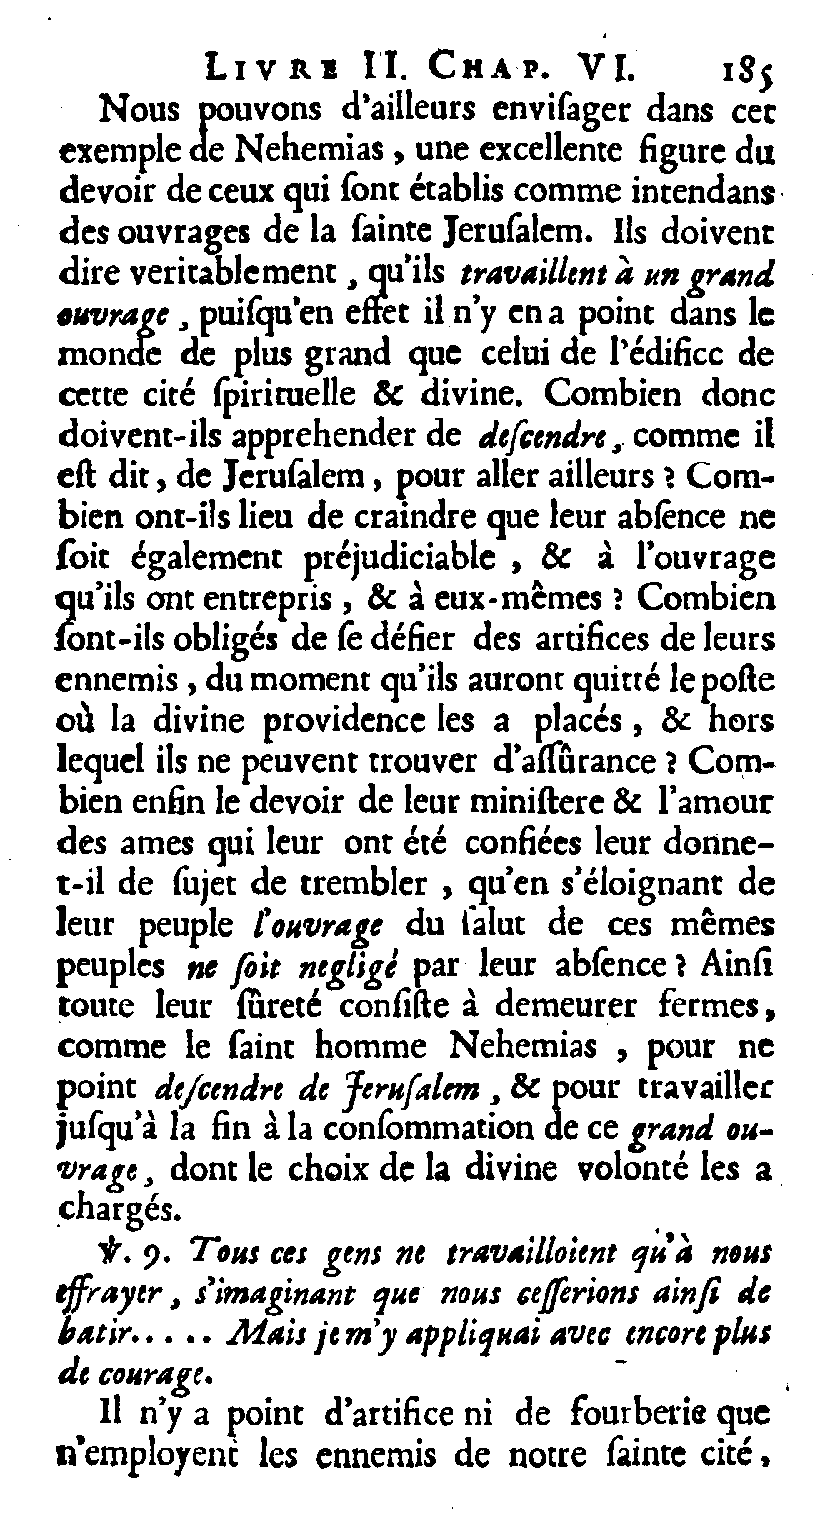 LIVRE II. CHAP. VI. 185
Nous pouvons d'ailleurs enviſager dans cet
exemple de Nehemias, une excellente figure du
devoir de ceux qui ſont établis comme intendans
des ouvrages de la ſainte Jeruſalem. Ils doivent
dire veritablement, qu'ils travaillent à un grand
ouvrage, puiſqu'en effet il n'y en a point dans le
monde de plus grand que celui de l'édifice de
cette cité ſpirituelle & divine. Combien donc
doivent-ils apprehender de deſcendre, comme il
eſt dit, de Jeruſalem, pour aller ailleurs ? Com-
bien ont-ils lieu de craindre que leur abſence ne
ſoit également préjudiciable, & à l'ouvrage
qu'ils ont entrepris, & à eux-mêmes ? Combien
ſont-ils obligés de ſe défier des artifices de leurs
ennemis, du moment qu'ils auront quitté le poſte
où la divine providence les a placés, & hors
lequel ils ne peuvent trouver d'aſſûrance ? Com-
bien enfin le devoir de leur miniſtere & l'amour
des ames qui leur ont été confiées leur donne-
t-il de ſujet de trembler, qu'en s'éloignant de
leur peuple l'ouvrage du ſalut de ces mêmes
peuples ne ſoit negligé par leur abſence ? Ainſi
toute leur ſûreté conſiſte à demeurer fermes,
comme le ſaint homme Nehemias, pour ne
point deſcendre de Jeruſalem, & pour travailler
juſqu'à la fin à la conſommation de ce grand ou-
vrage, dont le choix de la divine volonté les a
chargés.
℣. 9. Tous ces gens ne travailloient qu'à nous
effrayer, s'imaginant que nous ceſſerions ainſi de
batir..... Mais je m'y appliquai avec encore plus
de courage.
Il n'y a point d'artifice ni de fourberie que
n'employent les ennemis de notre ſainte cité,